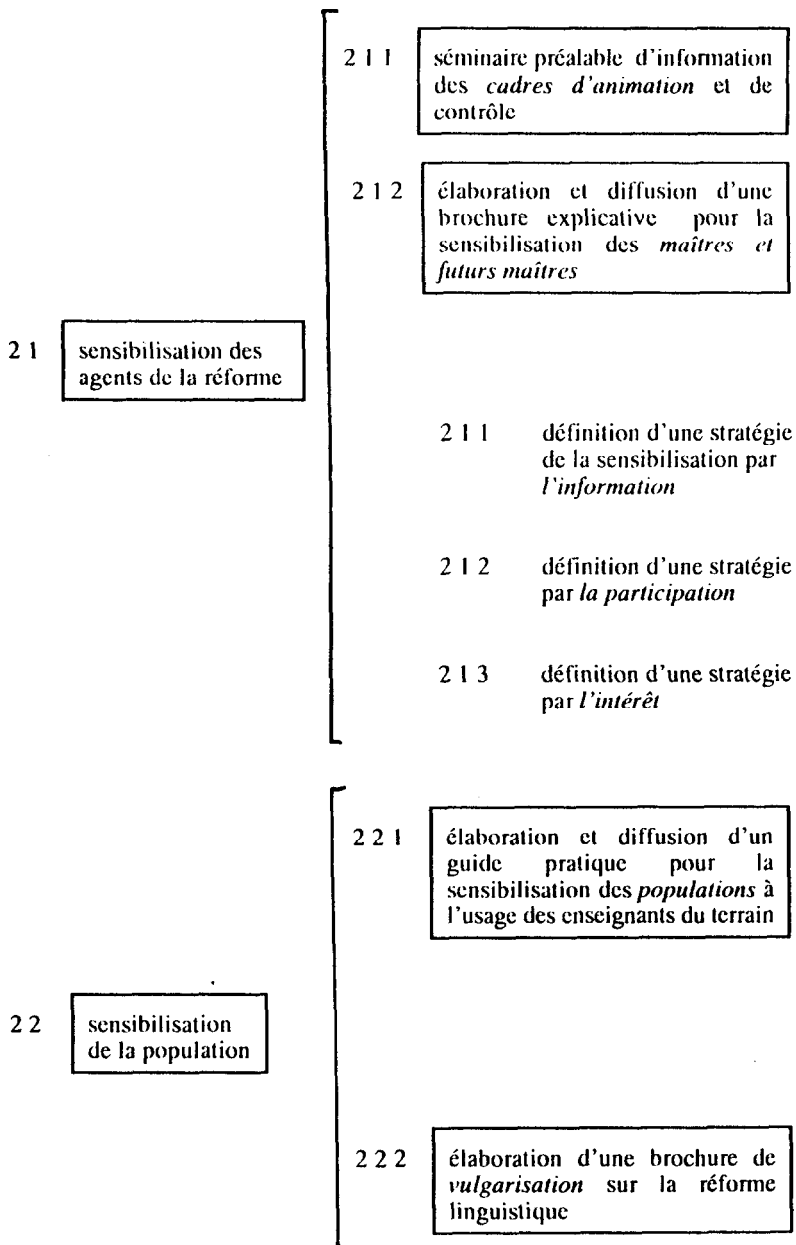 2 1 1 séminaire préalable d'information
des cadres d'animation et de
contrôle
2 1 2 élaboration et diffusion d'une
brochure explicative pour la
sensibilisation des maîtres et
futurs maîtres
2 1 sensibilisation des
agents de la réforme
2 1 1 définition d'une stratégie
de la sensibilisation par
l'information
2 1 2 définition d'une stratégie
par la participation
2 1 3 définition d'une stratégie
par l'intérêt
2 2 1 élaboration et diffusion d'un
guide pratique pour la
sensibilisation des populations à
l'usage des enseignants du terrain
2 2 sensibilisation
de la population
2 2 2 élaboration d'une brochure de
vulgarisation sur la réforme
linguistique